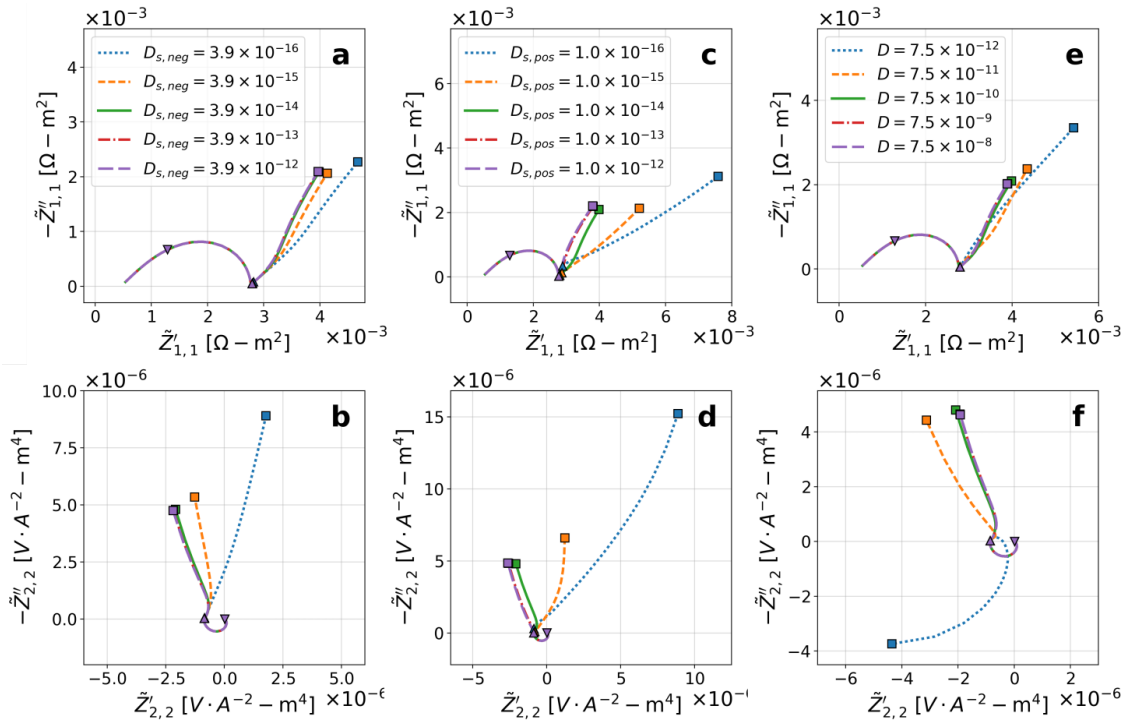 ×10⁻³
a
D_{s,neg} = 3.9 × 10⁻¹⁶
D_{s,neg} = 3.9 × 10⁻¹⁵
D_{s,neg} = 3.9 × 10⁻¹⁴
D_{s,neg} = 3.9 × 10⁻¹³
D_{s,neg} = 3.9 × 10⁻¹²
4
3
2
1
0
−Z̃″₁,₁ [Ω − m²]
0 1 2 3 4
×10⁻³
Z̃′₁,₁ [Ω − m²]
×10⁻³
c
D_{s,pos} = 1.0 × 10⁻¹⁶
D_{s,pos} = 1.0 × 10⁻¹⁵
D_{s,pos} = 1.0 × 10⁻¹⁴
D_{s,pos} = 1.0 × 10⁻¹³
D_{s,pos} = 1.0 × 10⁻¹²
6
4
2
0
−Z̃″₁,₁ [Ω − m²]
0 2 4 6 8
×10⁻³
Z̃′₁,₁ [Ω − m²]
×10⁻³
e
D = 7.5 × 10⁻¹²
D = 7.5 × 10⁻¹¹
D = 7.5 × 10⁻¹⁰
D = 7.5 × 10⁻⁹
D = 7.5 × 10⁻⁸
4
2
0
−Z̃″₁,₁ [Ω − m²]
0 2 4 6
×10⁻³
Z̃′₁,₁ [Ω − m²]
×10⁻⁶
b
10.0
7.5
5.0
2.5
0.0
−Z̃″₂,₂ [V · A⁻² − m⁴]
−5.0 −2.5 0.0 2.5 5.0
×10⁻⁶
Z̃′₂,₂ [V · A⁻² − m⁴]
×10⁻⁶
d
15
10
5
0
−Z̃″₂,₂ [V · A⁻² − m⁴]
−5 0 5 10
×10⁻
Z̃′₂,₂ [V · A⁻² − m⁴]
×10⁻⁶
f
4
2
0
−2
−4
−Z̃″₂,₂ [V · A⁻² − m⁴]
−6 −4 −2 0 2
×10⁻⁶
Z̃′₂,₂ [V · A⁻² − m⁴]